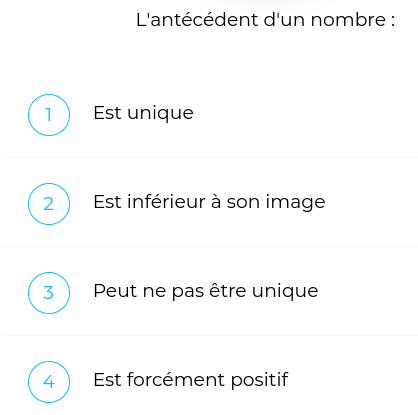 L'antécédent d'un nombre :
1 Est unique
2 Est inférieur à son image
3 Peut ne pas être unique
4 Est forcément positif